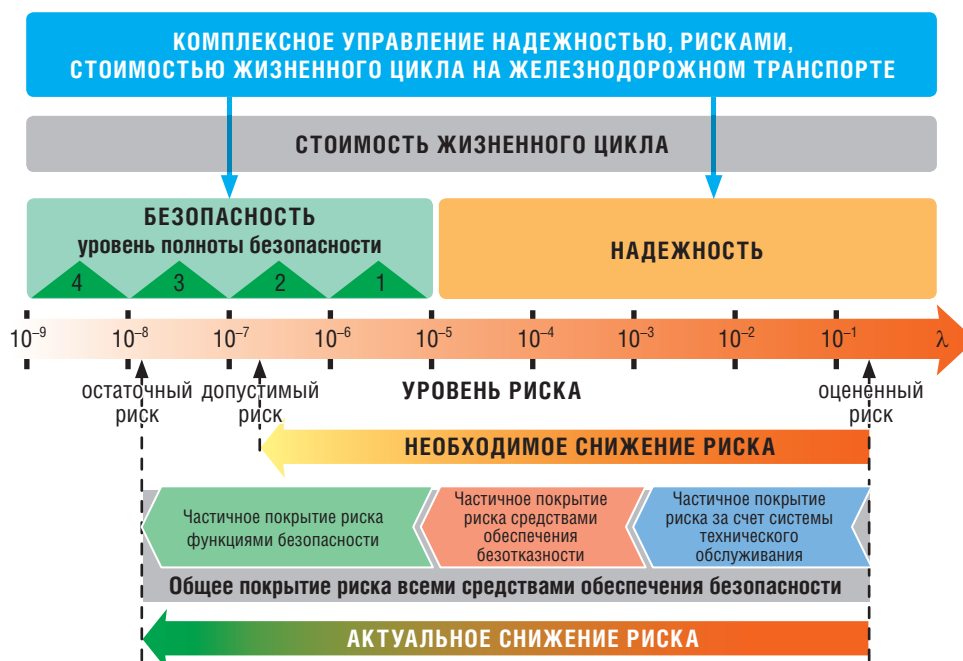 КОМПЛЕКСНОЕ УПРАВЛЕНИЕ НАДЕЖНОСТЬЮ, РИСКАМИ,
СТОИМОСТЬЮ ЖИЗНЕННОГО ЦИКЛА НА ЖЕЛЕЗНОДОРОЖНОМ ТРАНСПОРТЕ
СТОИМОСТЬ ЖИЗНЕННОГО ЦИКЛА
БЕЗОПАСНОСТЬ
уровень полноты безопасности
4 3 2 1
НАДЕЖНОСТЬ
10⁻⁹ 10⁻⁸ 10⁻⁷ 10⁻⁶ 10⁻⁵ 10⁻⁴ 10⁻³ 10⁻² 10⁻¹ λ
остаточный
риск
допустимый
риск
УРОВЕНЬ РИСКА
оцененный
риск
НЕОБХОДИМОЕ СНИЖЕНИЕ РИСКА
Частичное покрытие риска
функциями безопасности
Частичное покрытие
риска средствами
обеспечения
безотказности
Частичное покрытие
риска за счет системы
технического
обслуживания
Общее покрытие риска всеми средствами обеспечения безопасности
АКТУАЛЬНОЕ СНИЖЕНИЕ РИСКА